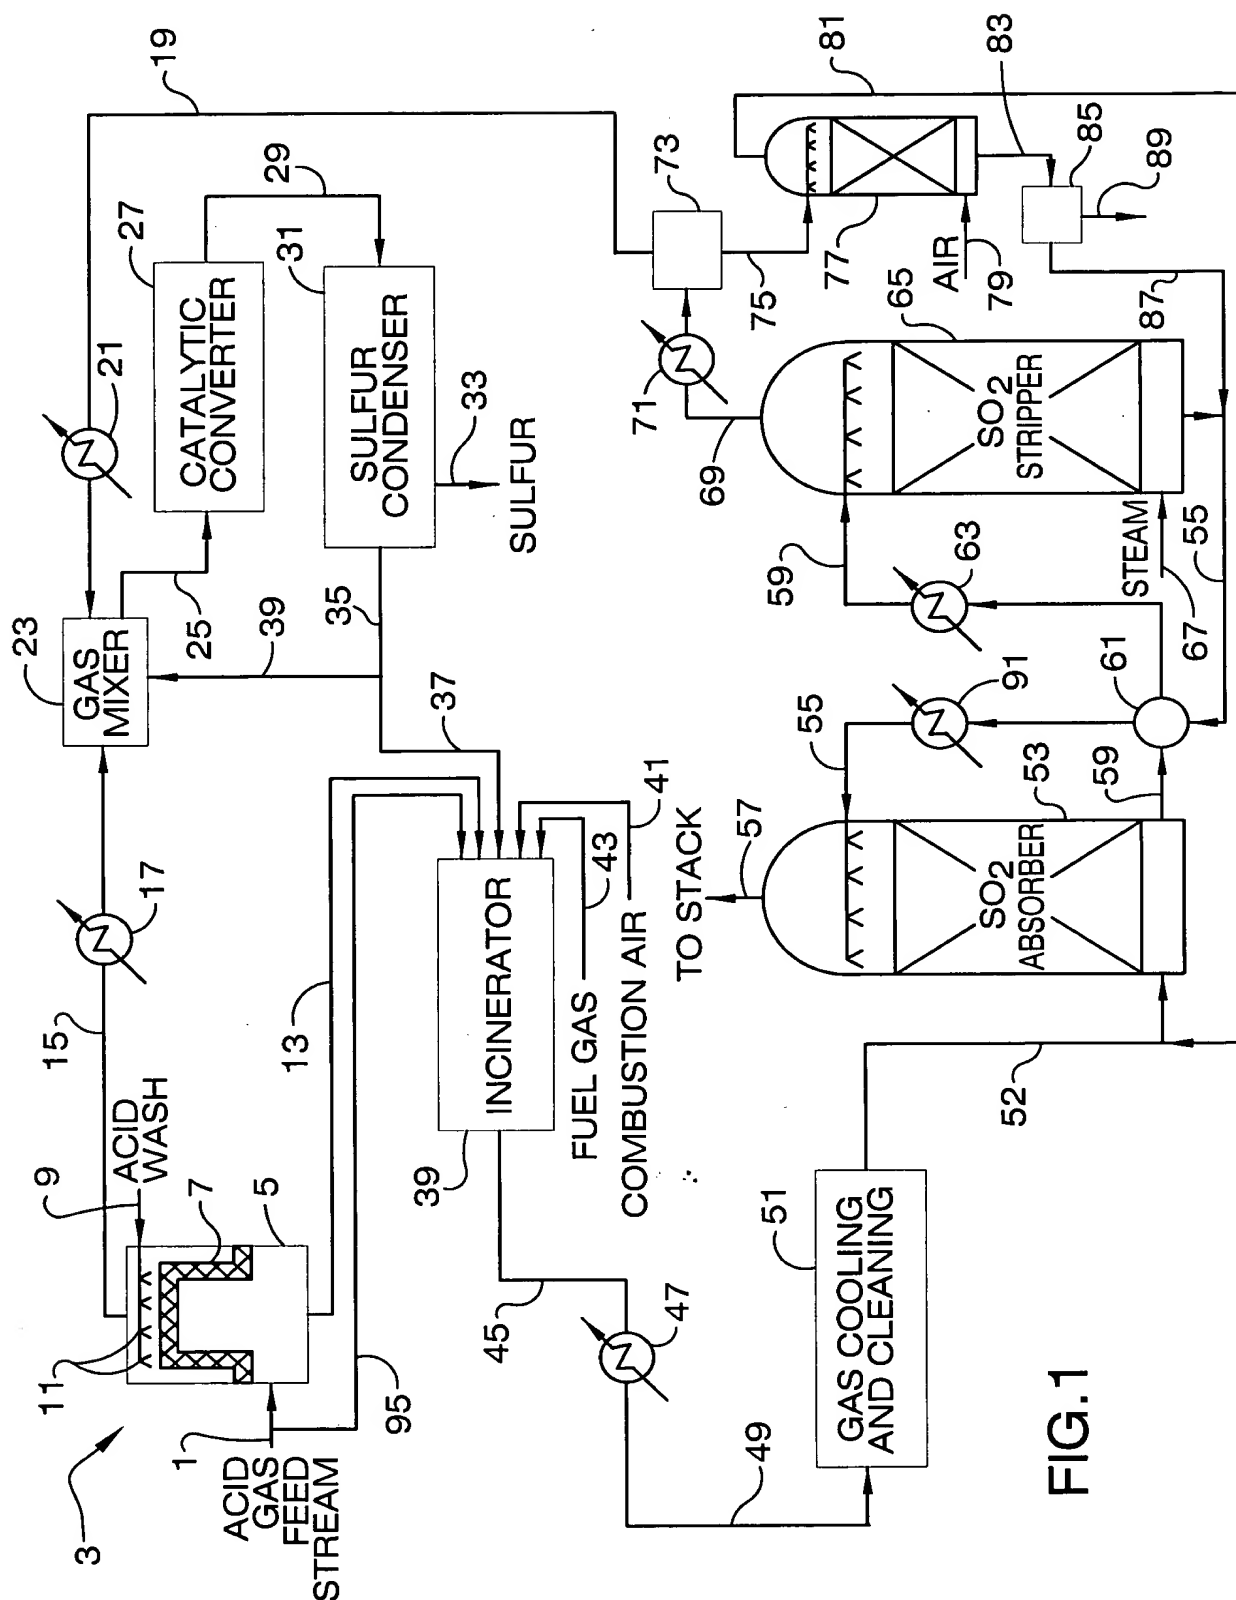 3
11
9
ACID
WASH
15
17
23
GAS
MIXER
21
19
7
5
1
ACID
GAS
FEED
STREAM
95
13
25
39
27
CATALYTIC
CONVERTER
29
31
SULFUR
CONDENSER
35
33
SULFUR
37
39
INCINERATOR
43
41
FUEL GAS
COMBUSTION AIR
45
47
49
51
GAS COOLING
AND CLEANING
52
TO STACK
57
55
SO2
ABSORBER
53
59
91
61
63
59
69
71
73
75
SO2
STRIPPER
65
STEAM
67
55
77
AIR
79
81
83
85
87
89
FIG.1